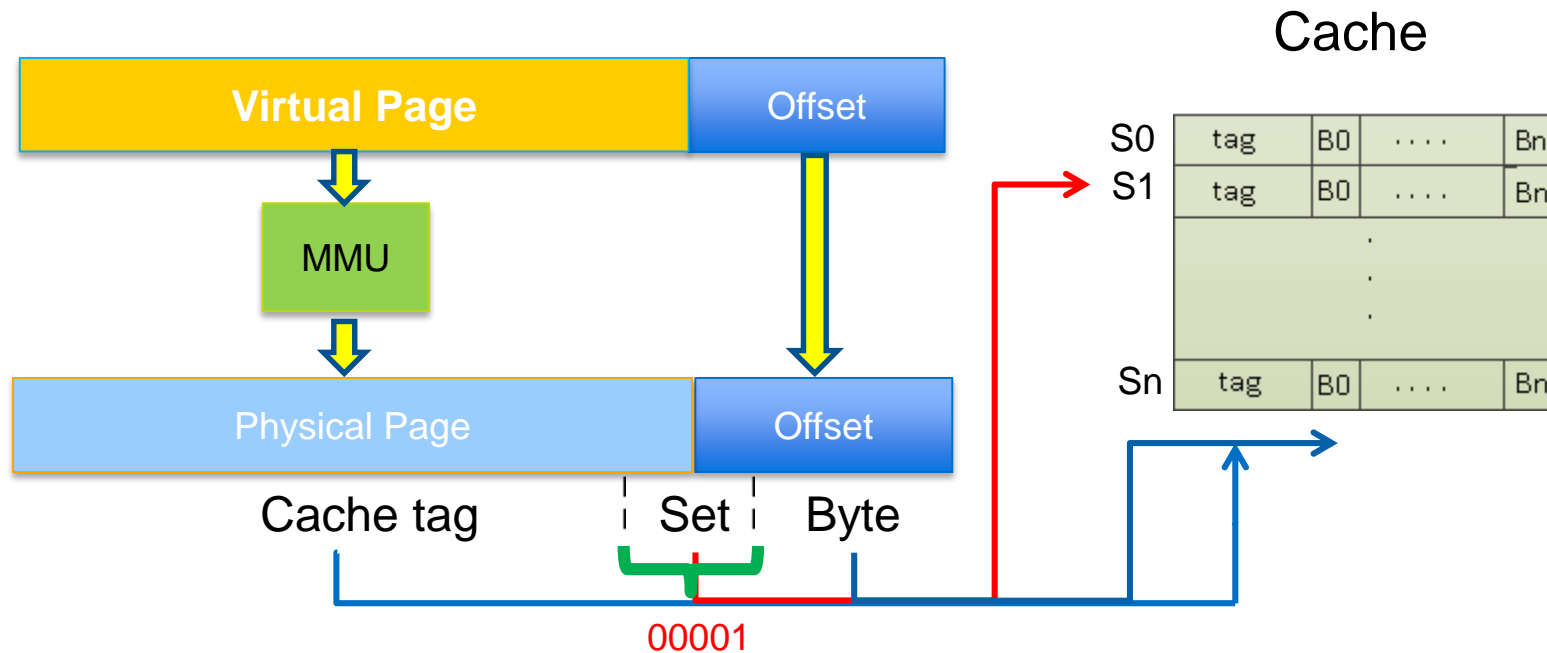 Cache
Virtual Page Offset
MMU
Physical Page Offset
Cache tag Set Byte
00001
S0 tag B0 .... Bn
S1 tag B0 .... Bn
.
.
.
Sn tag B0 .... Bn